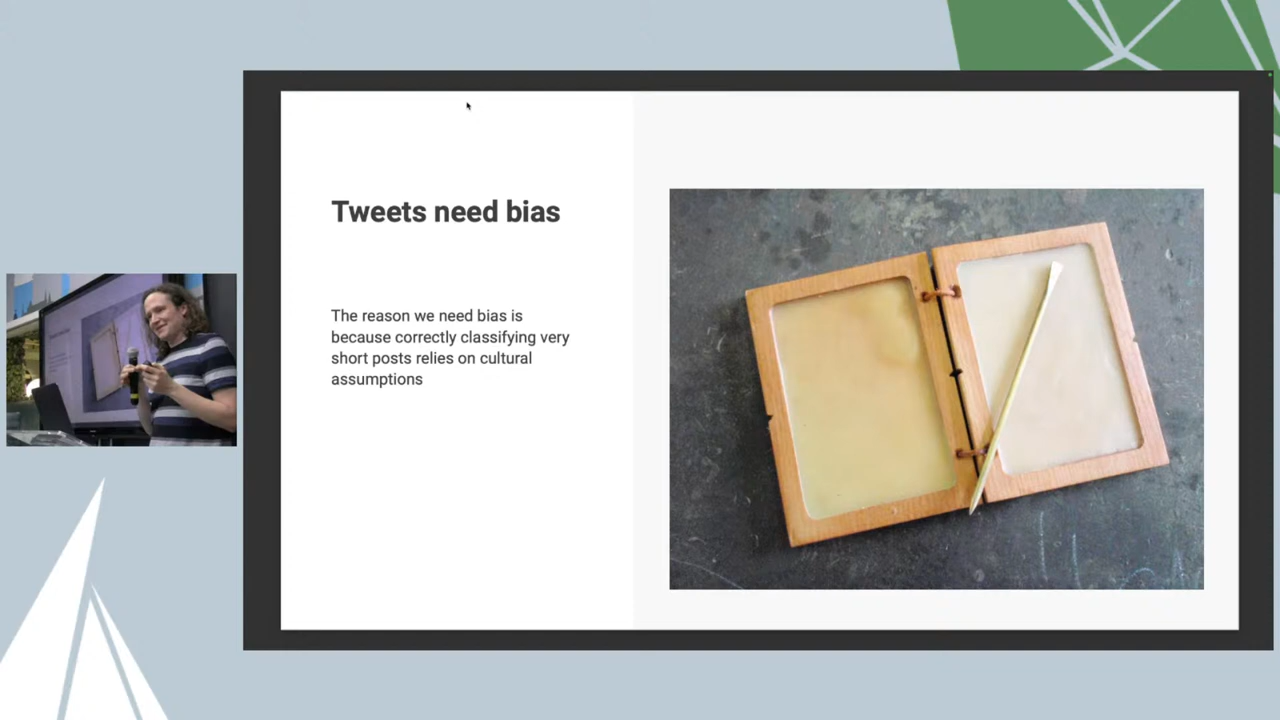 Tweets need bias
The reason we need bias is
because correctly classifying very
short posts relies on cultural
assumptions